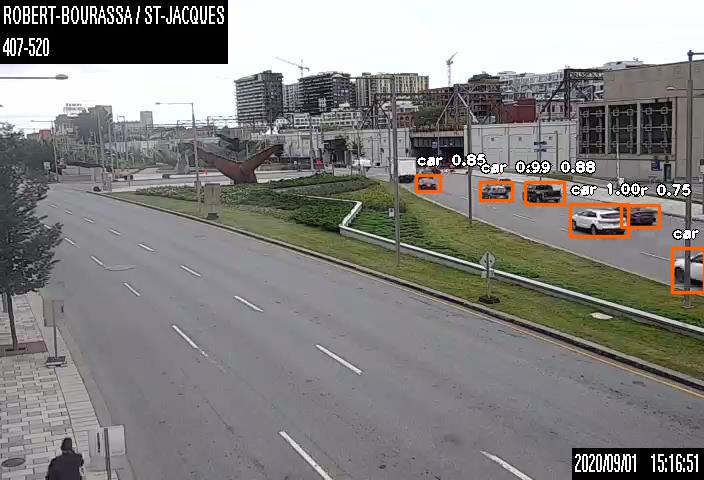 ROBERT-BOURASSA / ST-JACQUES
407-520
car 0.85
car 0.99 0.88
car 1.00r 0.75
car
2020/09/01 15:16:51